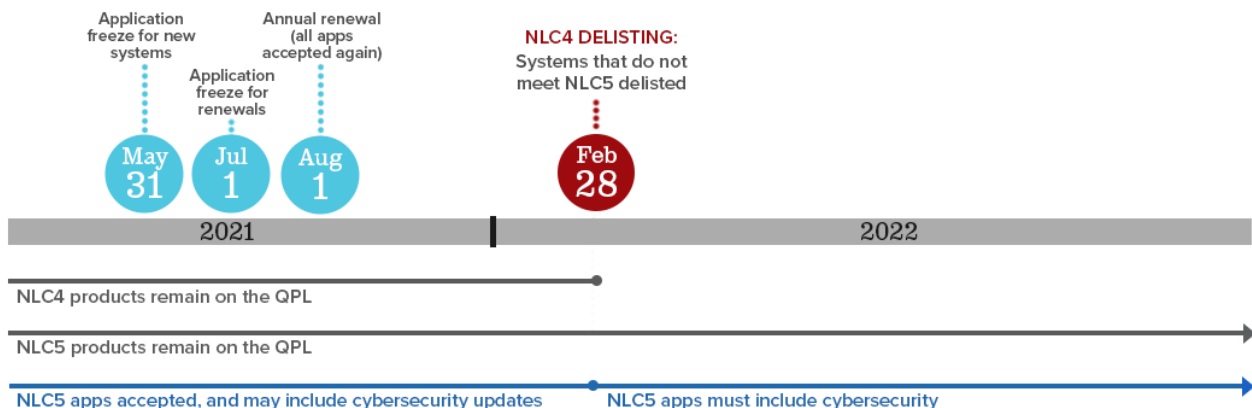 Application
freeze for new
systems
Application
freeze for
renewals
Annual renewal
(all apps
accepted again)
NLC4 DELISTING:
Systems that do not
meet NLC5 delisted
May
31
Jul
1
Aug
1
Feb
28
2021
2022
NLC4 products remain on the QPL
NLC5 products remain on the QPL
NLC5 apps accepted, and may include cybersecurity updates
NLC5 apps must include cybersecurity